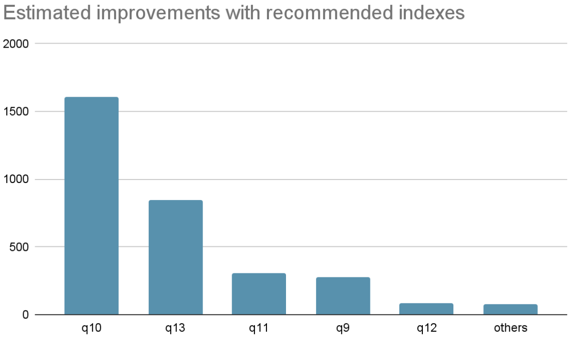 Estimated improvements with recommended indexes
2000
1500
1000
500
0
q10 q13 q11 q9 q12 others